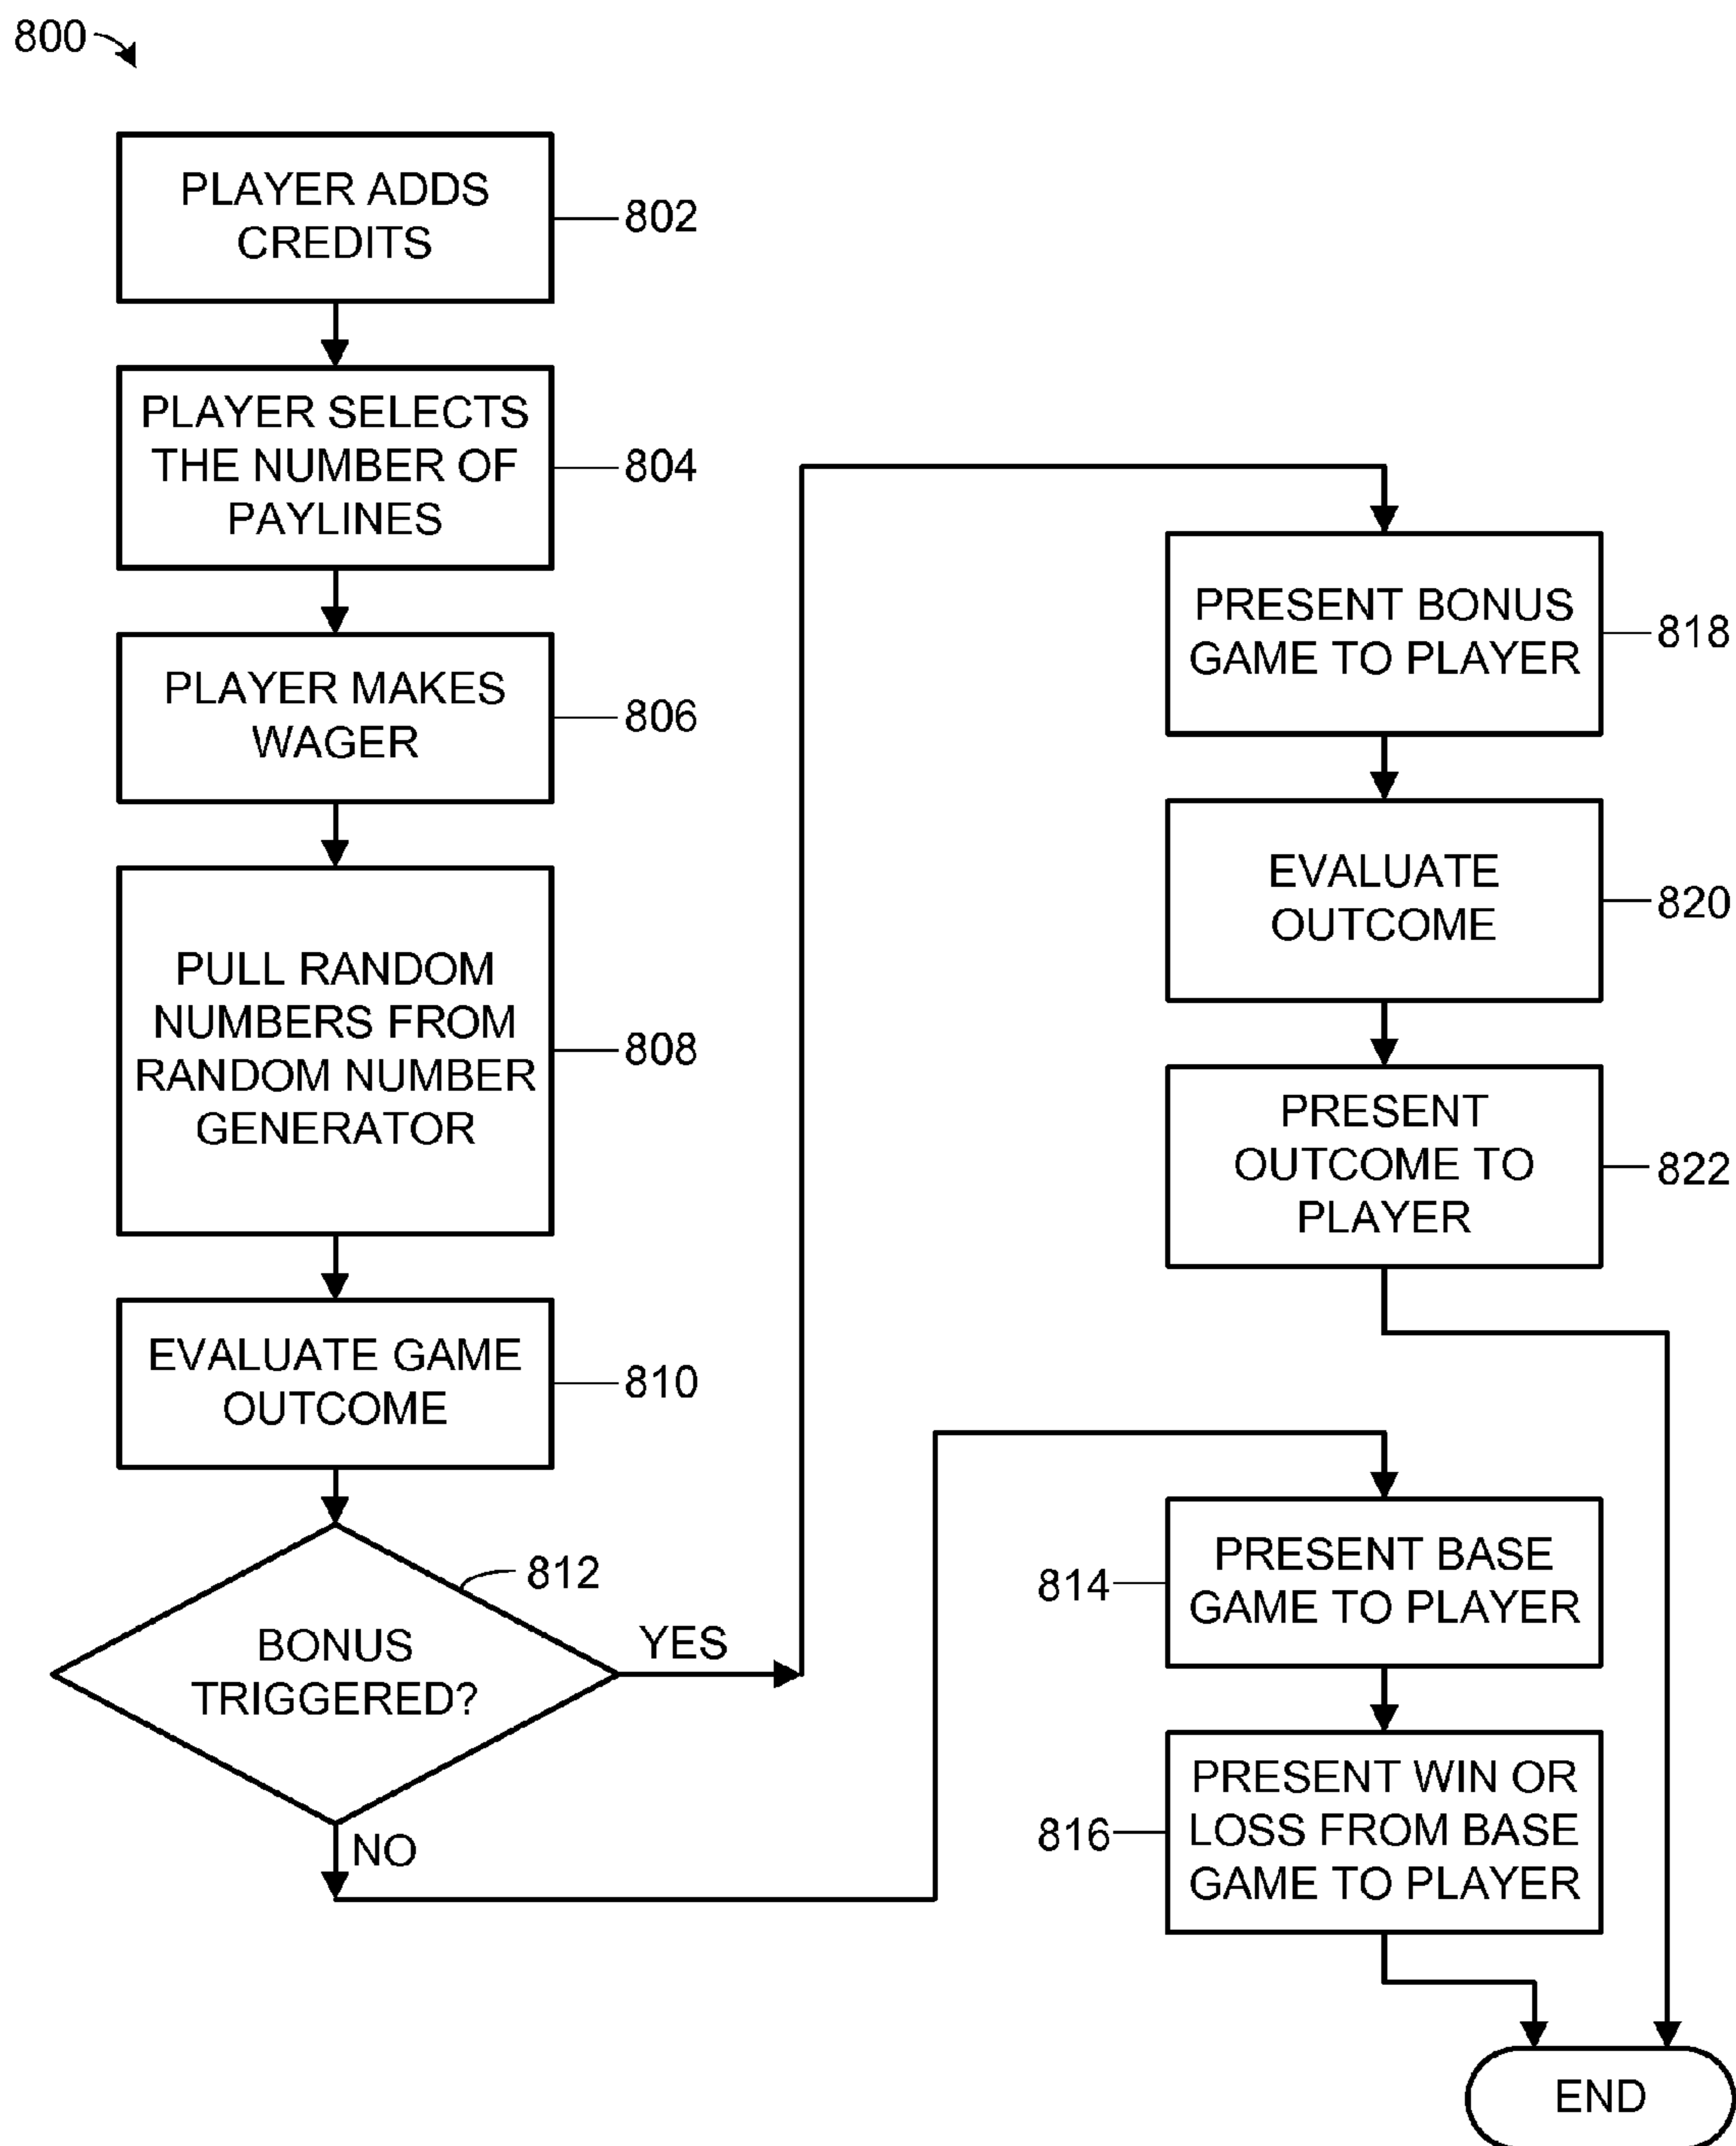 800
PLAYER ADDS
CREDITS
802
PLAYER SELECTS
THE NUMBER OF
PAYLINES
804
PLAYER MAKES
WAGER
806
PULL RANDOM
NUMBERS FROM
RANDOM NUMBER
GENERATOR
808
EVALUATE GAME
OUTCOME
810
BONUS
TRIGGERED?
812
YES
NO
PRESENT BONUS
GAME TO PLAYER
818
EVALUATE
OUTCOME
820
PRESENT
OUTCOME TO
PLAYER
822
PRESENT BASE
GAME TO PLAYER
814
PRESENT WIN OR
LOSS FROM BASE
GAME TO PLAYER
816
END